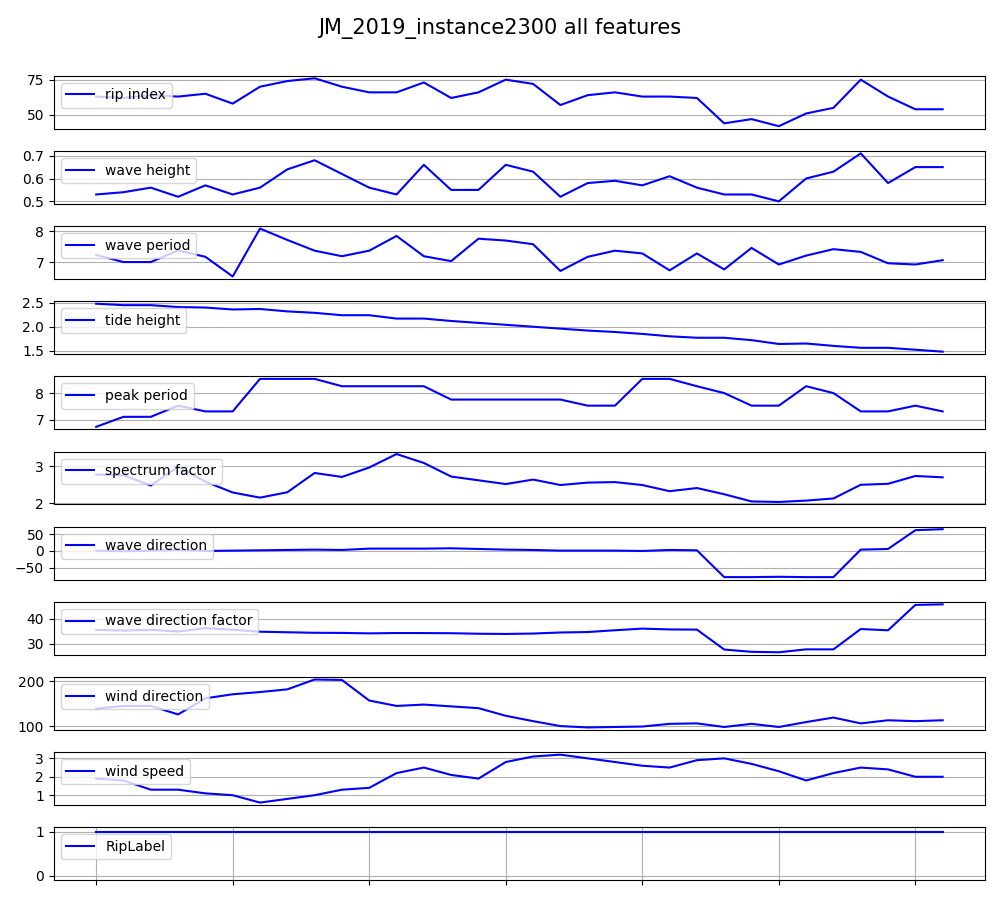 JM_2019_instance2300 all features
75
50
rip index
0.7
0.6
0.5
wave height
8
7
wave period
2.5
2.0
1.5
tide height
8
7
peak period
3
2
spectrum factor
50
0
−50
wave direction
40
30
wave direction factor
200
100
wind direction
3
2
1
wind speed
1
0
RipLabel